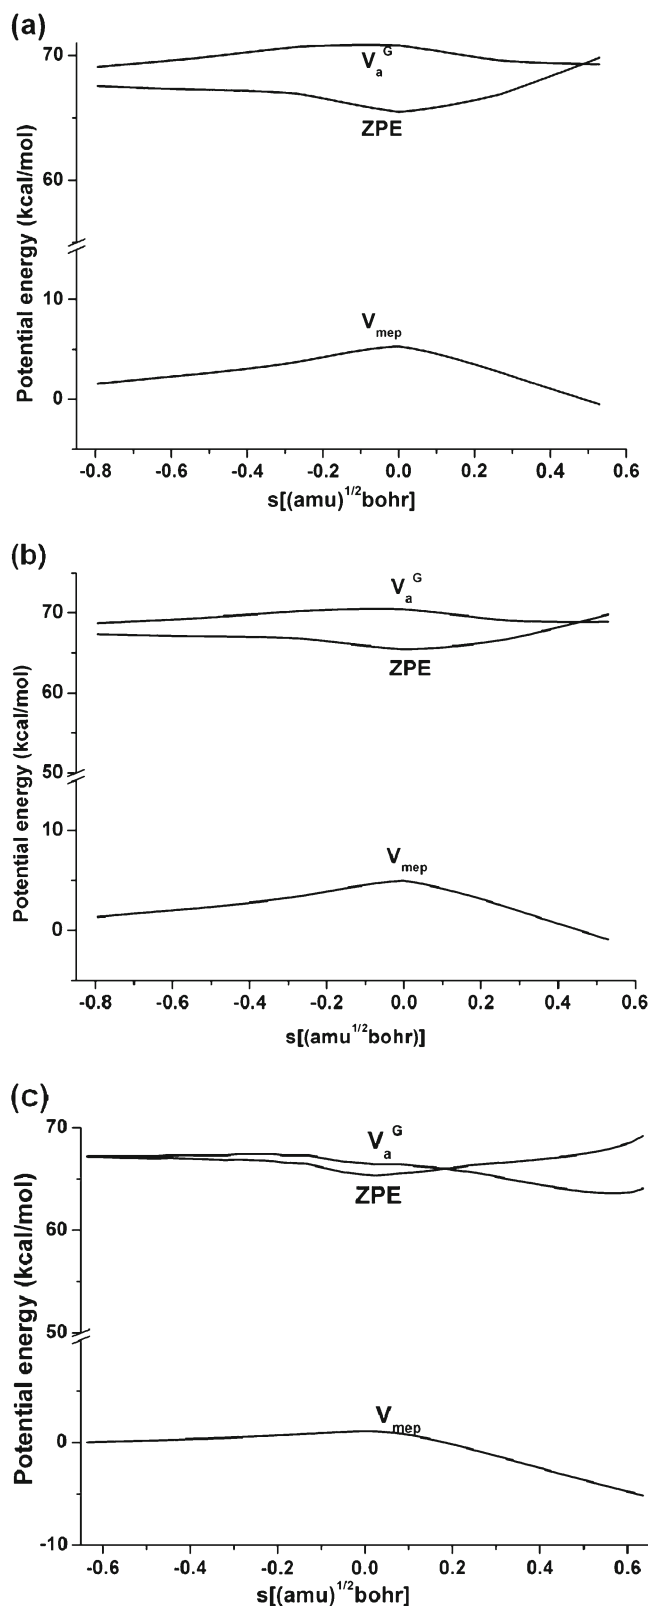 (a)
Potential energy (kcal/mol)
70
60
10
0
V_a^G
ZPE
V_mep
-0.8 -0.6 -0.4 -0.2 0.0 0.2 0.4 0.6
s[(amu)^1/2bohr]
(b)
Potential energy (kcal/mol)
70
60
50
10
0
V_a^G
ZPE
V_mep
-0.8 -0.6 -0.4 -0.2 0.0 0.2 0.4 0.6
s[(amu^1/2bohr)]
(c)
Potential energy (kcal/mol)
70
60
50
0
-10
V_a^G
ZPE
V_mep
-0.6 -0.4 -0.2 0.0 0.2 0.4 0.6
s[(amu)^1/2bohr]